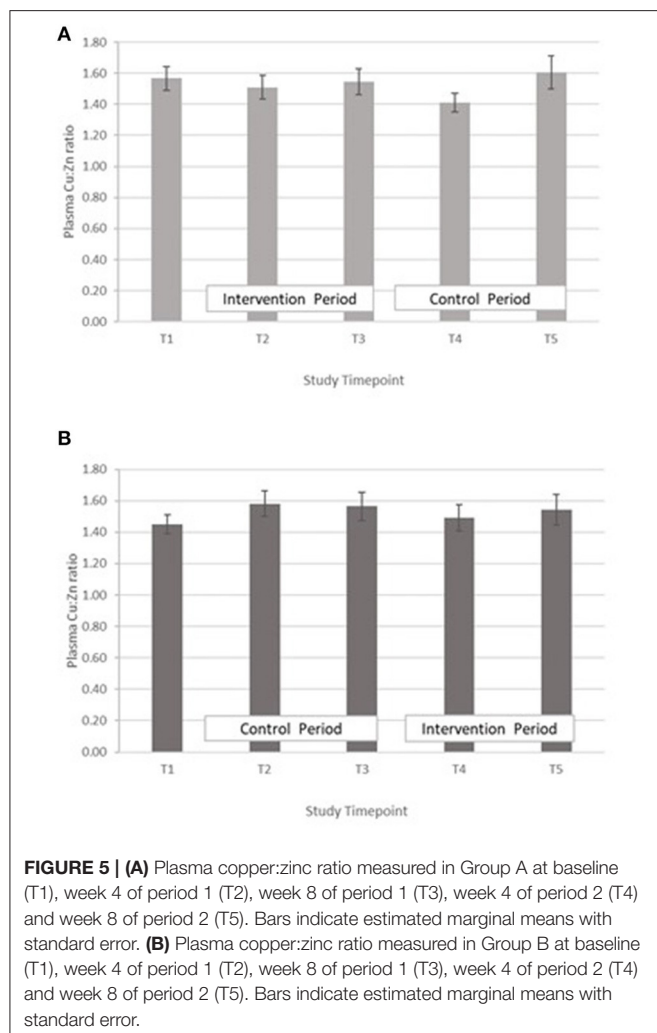 A
1.80
1.60
1.40
1.20
1.00
0.80
0.60
0.40
0.20
0.00
Plasma Cu:Zn ratio
Intervention Period
Control Period
T1 T2 T3 T4 T5
Study Timepoint
B
1.80
1.60
1.40
1.20
1.00
0.80
0.60
0.40
0.20
0.00
Plasma Cu:Zn ratio
Control Period
Intervention Period
T1 T2 T3 T4 T5
Study Timepoint
FIGURE 5 | (A) Plasma copper:zinc ratio measured in Group A at baseline
(T1), week 4 of period 1 (T2), week 8 of period 1 (T3), week 4 of period 2 (T4)
and week 8 of period 2 (T5). Bars indicate estimated marginal means with
standard error. (B) Plasma copper:zinc ratio measured in Group B at baseline
(T1), week 4 of period 1 (T2), week 8 of period 1 (T3), week 4 of period 2 (T4)
and week 8 of period 2 (T5). Bars indicate estimated marginal means with
standard error.